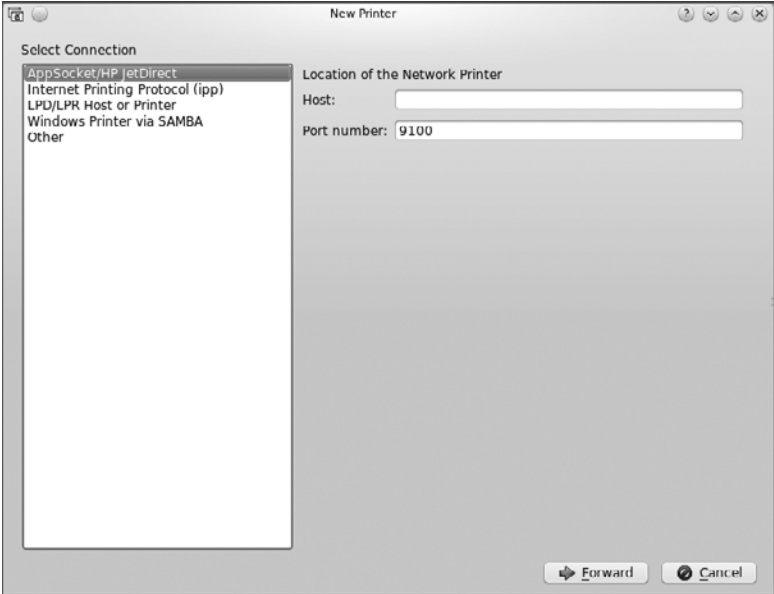 New Printer
Select Connection
AppSocket/HP JetDirect
Internet Printing Protocol (ipp)
LPD/LPR Host or Printer
Windows Printer via SAMBA
Other
Location of the Network Printer
Host:
Port number: 9100
Forward
Cancel